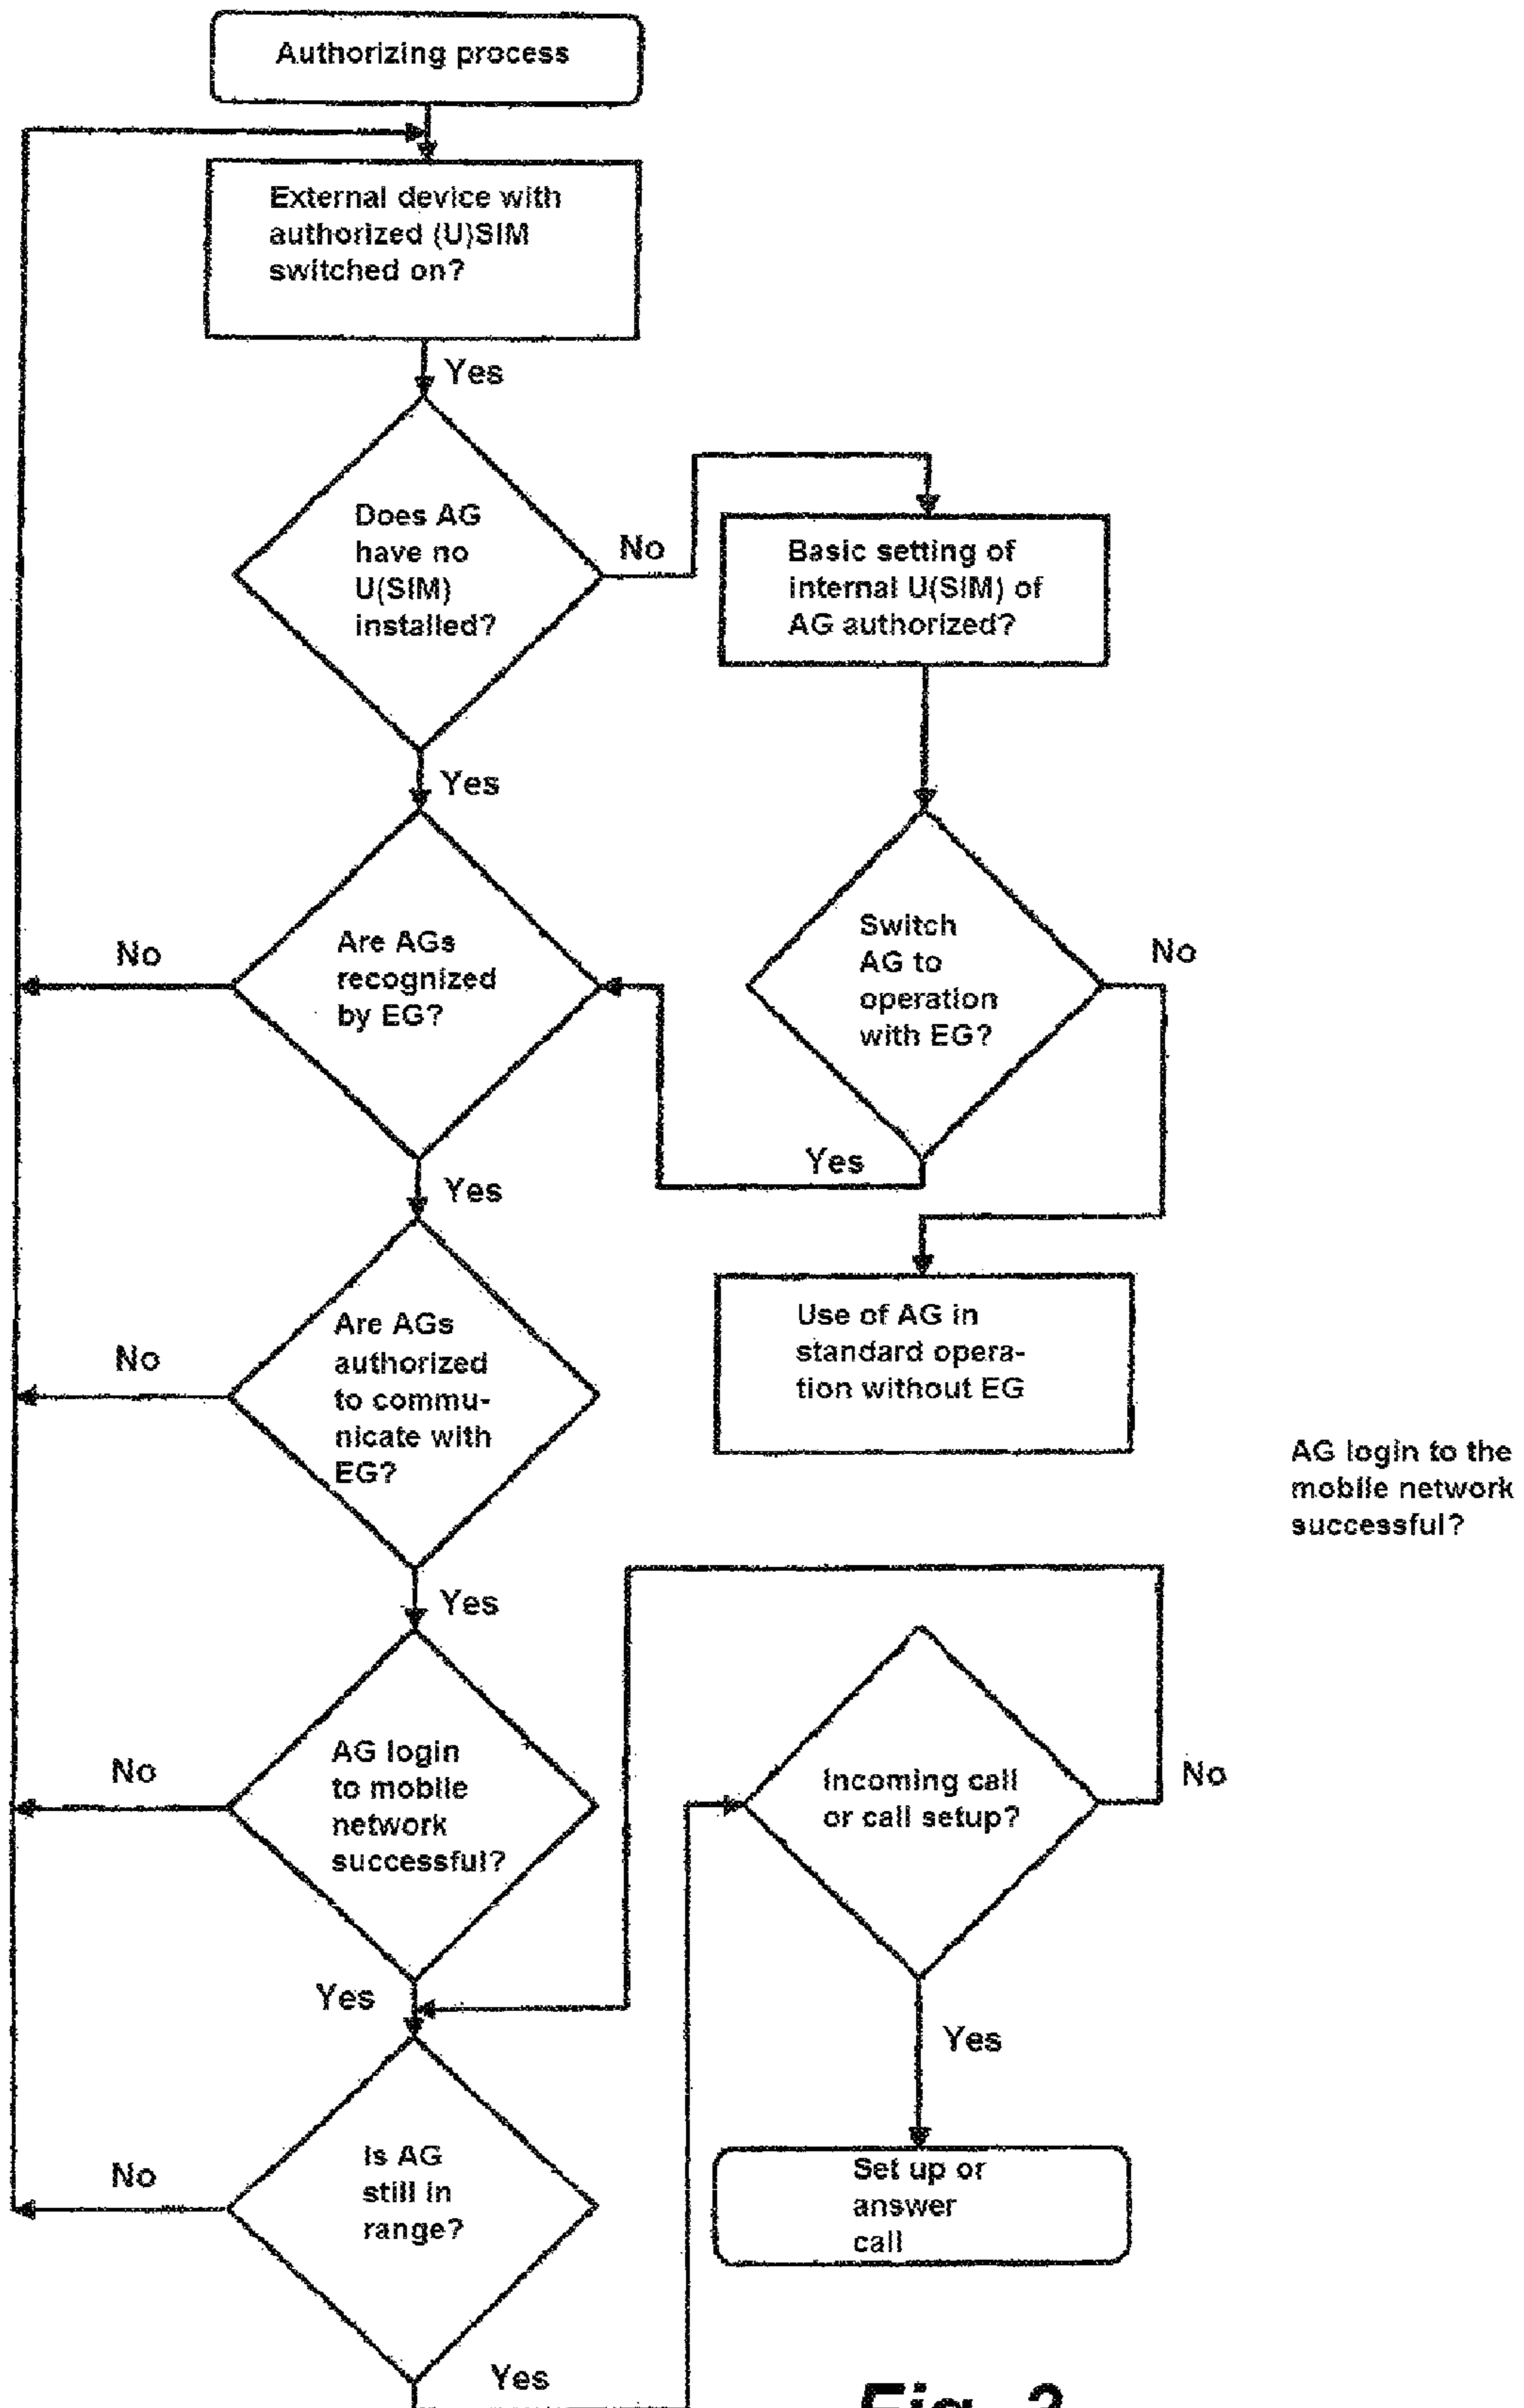 Authorizing process
External device with
authorized (U)SIM
switched on?
Yes
Does AG
have no
U(SIM)
installed?
No
Basic setting of
internal U(SIM) of
AG authorized?
Yes
Are AGs
recognized
by EG?
No
Switch
AG to
operation
with EG?
No
Yes
Yes
Are AGs
authorized
to commu-
nicate with
EG?
No
Use of AG in
standard opera-
tion without EG
AG login to the
mobile network
successful?
Yes
AG login
to mobile
network
successful?
No
Incoming call
or call setup?
No
Yes
Yes
Is AG
still in
range?
No
Set up or
answer
call
Yes
Fig. 2